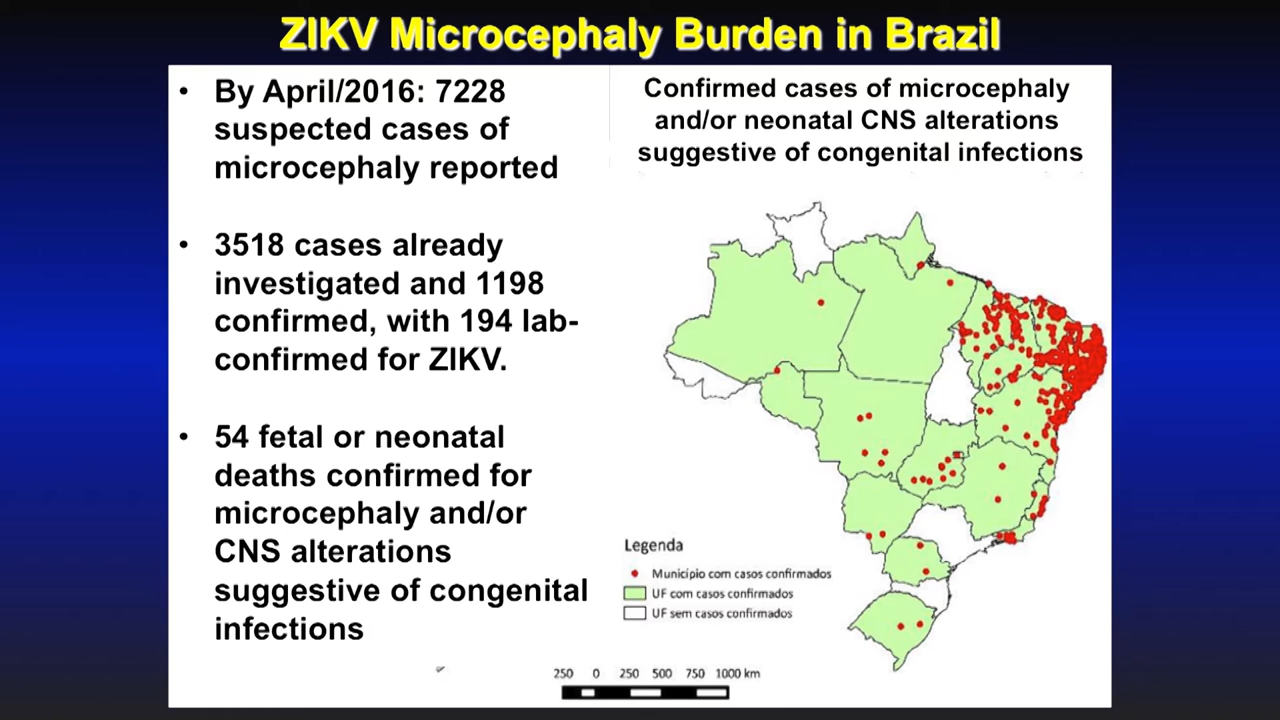 ZIKV Microcephaly Burden in Brazil
• By April/2016: 7228
suspected cases of
microcephaly reported
• 3518 cases already
investigated and 1198
confirmed, with 194 lab-
confirmed for ZIKV.
• 54 fetal or neonatal
deaths confirmed for
microcephaly and/or
CNS alterations
suggestive of congenital
infections
Confirmed cases of microcephaly
and/or neonatal CNS alterations
suggestive of congenital infections
Legenda
Município com casos confirmados
UF com casos confirmados
UF sem casos confirmados
250 0 250 500 750 1000 km